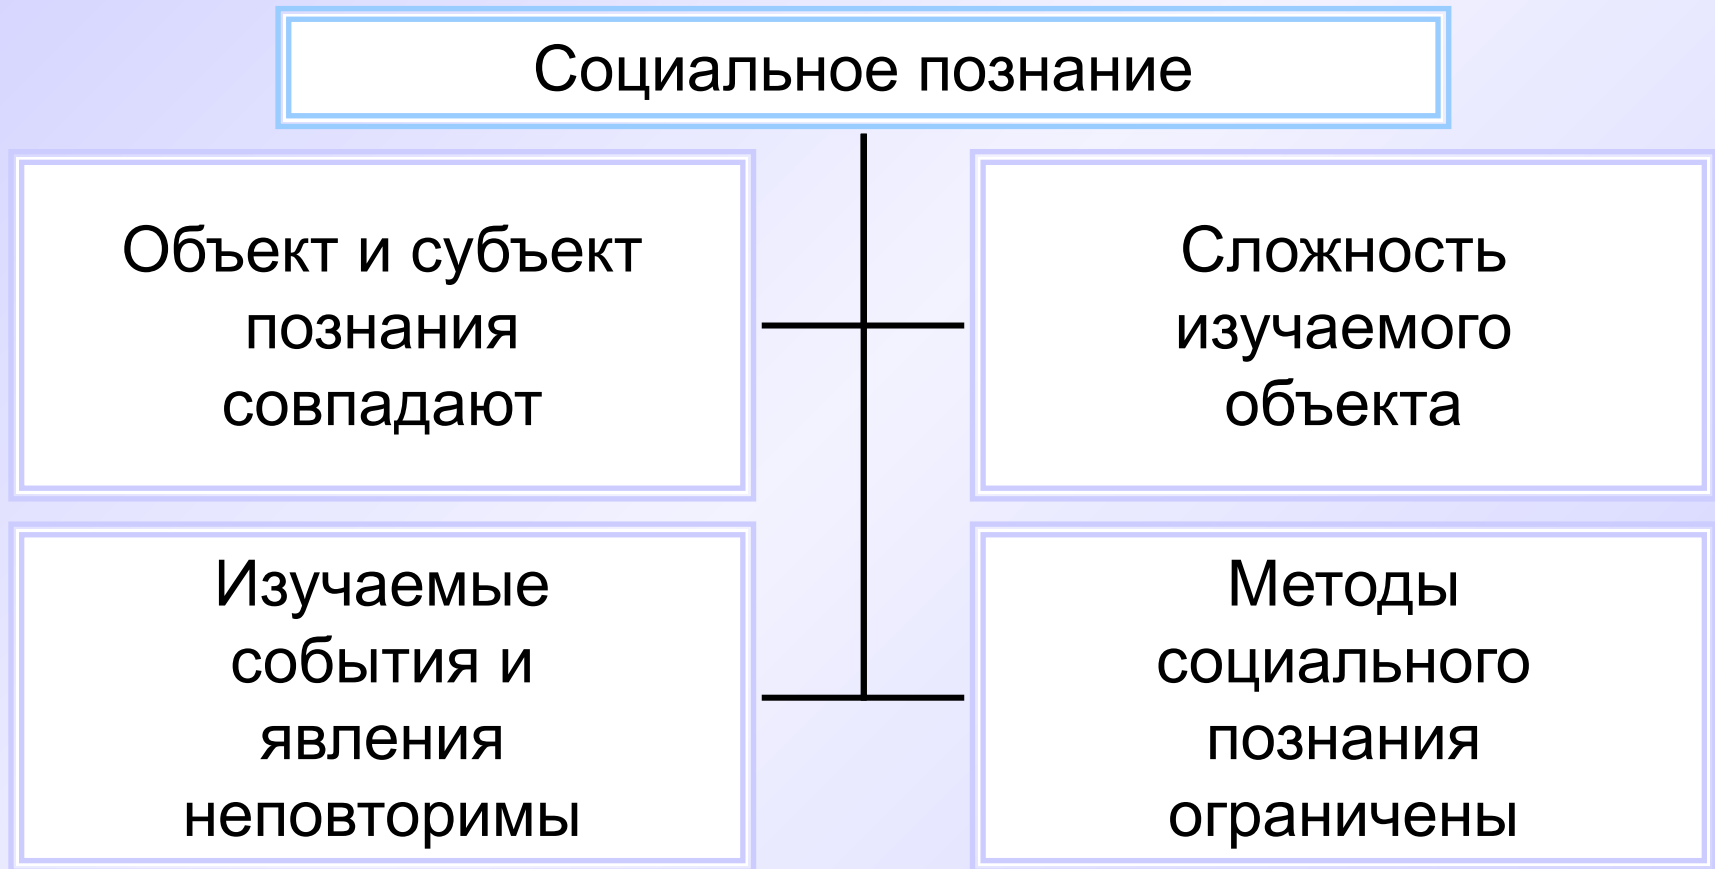 Социальное познание
Объект и субъект
познания
совпадают
Сложность
изучаемого
объекта
Изучаемые
события и
явления
неповторимы
Методы
социального
познания
ограничены